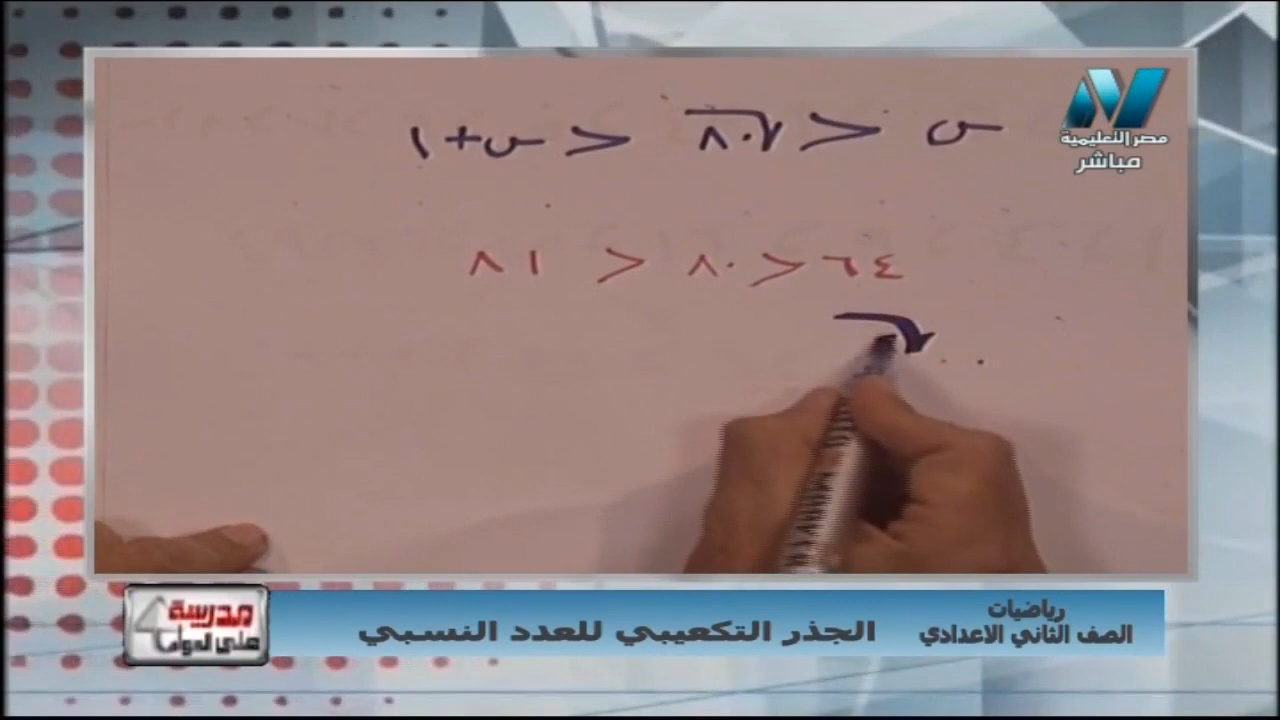 س > √٨٠ > س+١
٦٤ > ٨٠ > ٨١
مصر التعليمية
مباشر
رياضيات
الصف الثاني الاعدادي
الجذر التكعيبي للعدد النسبي
مدرسة
على الهواء
4